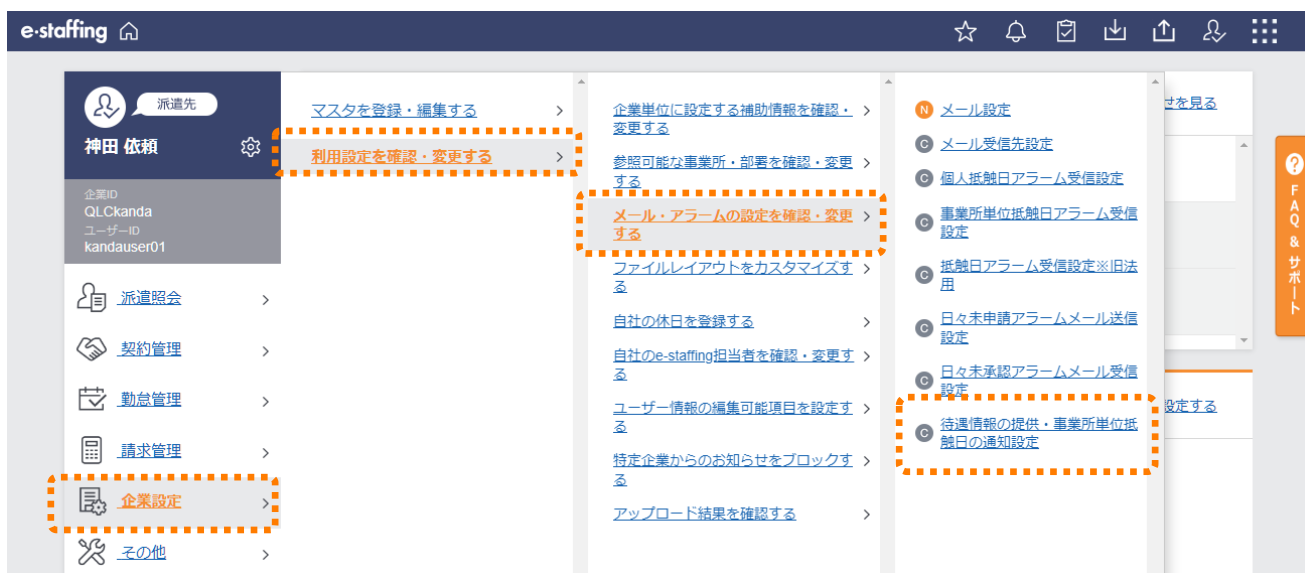 e-staffing
派遣先
神田 依頼
企業ID
QLCkanda
ユーザーID
kandauser01
派遣照会
契約管理
勤怠管理
請求管理
企業設定
その他
マスタを登録・編集する
利用設定を確認・変更する
企業単位に設定する補助情報を確認・
変更する
参照可能な事業所・部署を確認・変更
する
メール・アラームの設定を確認・変更
する
ファイルレイアウトをカスタマイズす
る
自社の休日を登録する
自社のe-staffing担当者を確認・変更す
る
ユーザー情報の編集可能項目を設定す
る
特定企業からのお知らせをブロックす
る
アップロード結果を確認する
N メール設定
C メール受信先設定
C 個人抵触日アラーム受信設定
C 事業所単位抵触日アラーム受信
設定
C 抵触日アラーム受信設定※旧法
用
C 日々未申請アラームメール送信
設定
C 日々未承認アラームメール受信
設定
C 待遇情報の提供・事業所単位抵
触日の通知設定
せを見る
設定する
? FAQ & サポート